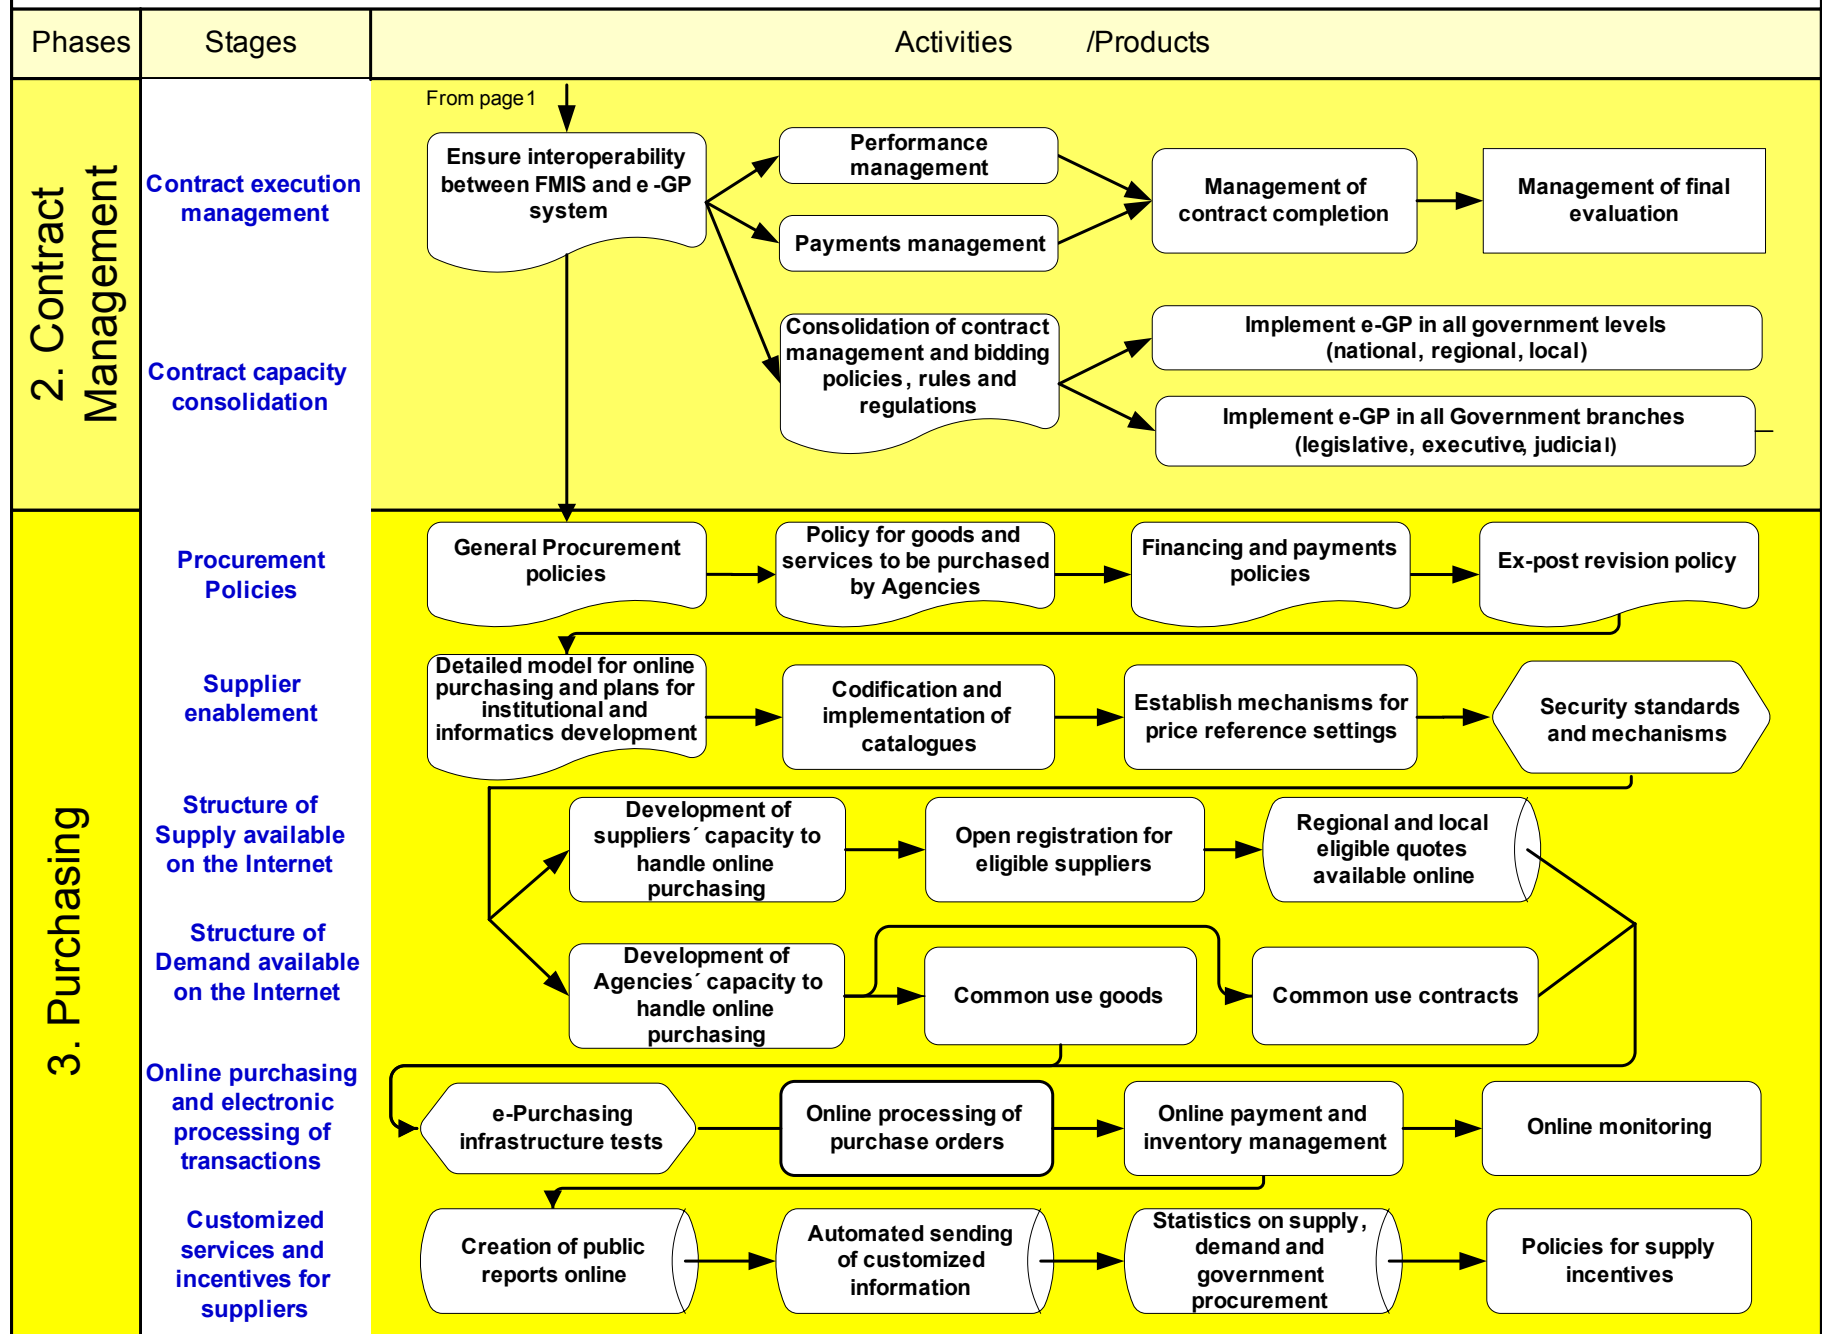 Phases
Stages
Activities /Products
2. Contract
Management
Contract execution
management
From page1
Ensure interoperability
between FMIS and e -GP
system
Performance
management
Payments management
Management of
contract completion
Management of final
evaluation
Contract capacity
consolidation
Consolidation of contract
management and bidding
policies, rules and
regulations
Implement e-GP in all government levels
(national, regional, local)
Implement e-GP in all Government branches
(legislative, executive, judicial)
3. Purchasing
Procurement
Policies
General Procurement
policies
Policy for goods and
services to be purchased
by Agencies
Financing and payments
policies
Ex-post revision policy
Supplier
enablement
Detailed model for online
purchasing and plans for
institutional and
informatics development
Codification and
implementation of
catalogues
Establish mechanisms for
price reference settings
Security standards
and mechanisms
Structure of
Supply available
on the Internet
Development of
suppliers´ capacity to
handle online
purchasing
Open registration for
eligible suppliers
Regional and local
eligible quotes
available online
Structure of
Demand available
on the Internet
Development of
Agencies´ capacity to
handle online
purchasing
Common use goods
Common use contracts
Online purchasing
and electronic
processing of
transactions
e-Purchasing
infrastructure tests
Online processing of
purchase orders
Online payment and
inventory management
Online monitoring
Customized
services and
incentives for
suppliers
Creation of public
reports online
Automated sending
of customized
information
Statistics on supply,
demand and
government
procurement
Policies for supply
incentives